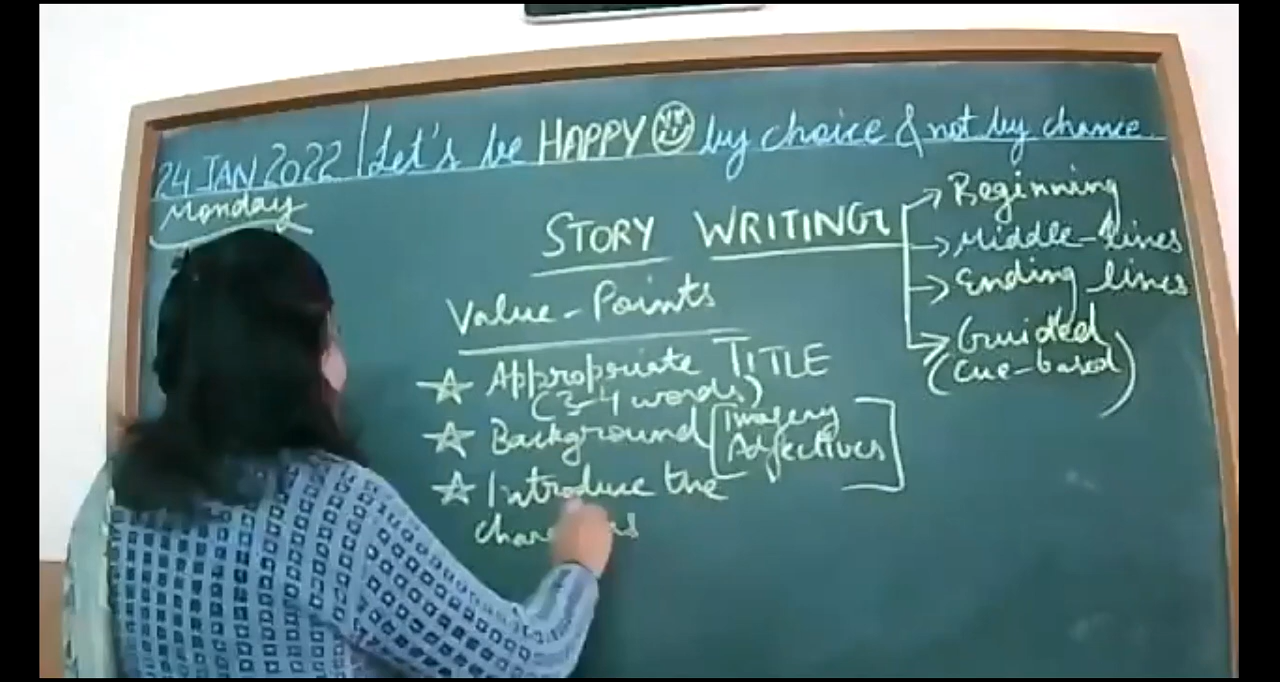 24 JAN 2022 | Let's be HAPPY by choice & not by chance.
Monday
STORY WRITING
Beginning
Middle-lines
Ending lines
Guided
(Cue-based)
Value-Points
☆ Appropriate TITLE
(3-4 words)
☆ Background [Imagery
Adjectives]
☆ Introduce the